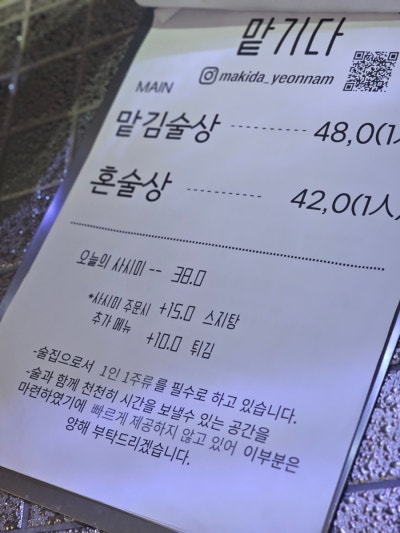 맡기다
makida_yeonnam
MAIN
맡김술상 ---------- 48,0(1人
혼술상 ---------- 42,0(1人)
오늘의 사시미 -- 38.0
*사시미 주문시 +15.0 스지탕
추가 메뉴 +10.0 튀김
-술집으로서 1인 1주류를 필수로 하고 있습니다.
-술과 함께 천천히 시간을 보낼수 있는 공간을
마련하였기에 빠르게 제공하지 않고 있어 이부분은
양해 부탁드리겠습니다.